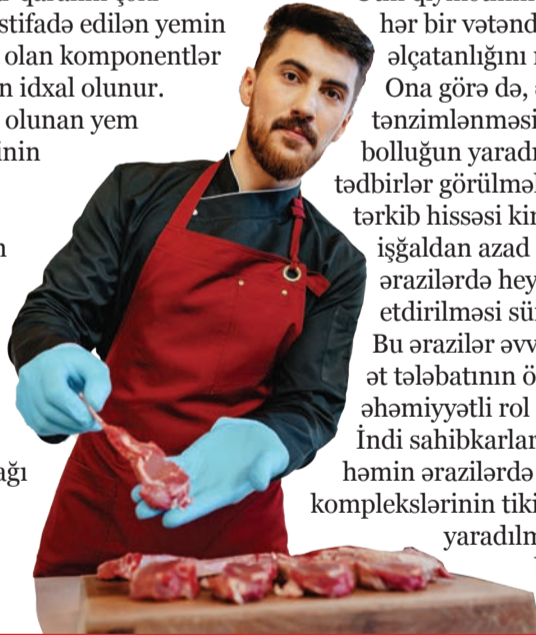 stifadə edilən yemin
olan komponentlər
n idxal olunur.
olunan yem
inin
ağı
hər bir vətənd
əlçatanlığını
Ona görə də,
tənzimlənməsi
bolluğun yaradı
tədbirlər görülməl
tərkib hissəsi kin
işğaldan azad
ərazilərdə hey
etdirilməsi sü
Bu ərazilər əvv
ət tələbatının ö
əhəmiyyətli rol
İndi sahibkarlar
həmin ərazilərdə
komplekslərinin tiki
yaradılm